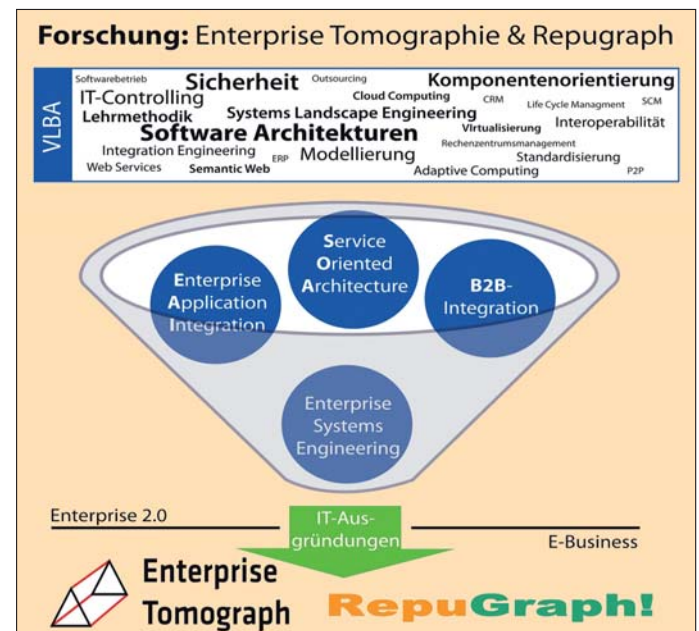 Forschung: Enterprise Tomographie & Repugraph
VLBA
Softwarebetrieb Sicherheit Outsourcing Komponentenorientierung
IT-Controlling Cloud Computing CRM Life Cycle Managment SCM
Lehrmethodik Systems Landscape Engineering Virtualisierung Interoperabilität
Software Architekturen Rechenzentrumsmanagement
Integration Engineering ERP Modellierung Standardisierung
Web Services Semantic Web Adaptive Computing P2P
Service
Oriented
Architecture
Enterprise
Application
Integration
B2B-
Integration
Enterprise
Systems
Engineering
Enterprise 2.0
IT-Aus-
gründungen
E-Business
Enterprise
Tomograph
RepuGraph!